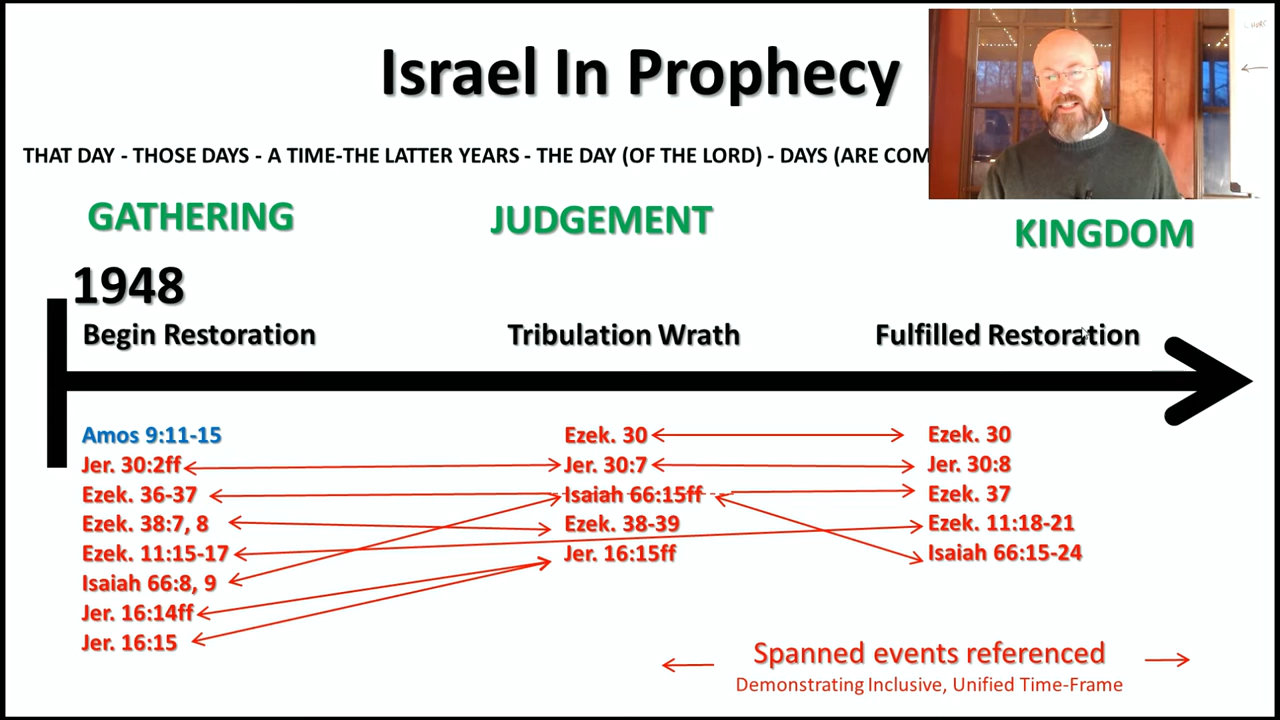 Israel In Prophecy
THAT DAY - THOSE DAYS - A TIME-THE LATTER YEARS - THE DAY (OF THE LORD) - DAYS (ARE COM
GATHERING
JUDGEMENT
KINGDOM
1948
Begin Restoration
Tribulation Wrath
Fulfilled Restoration
Amos 9:11-15
Jer. 30:2ff
Ezek. 36-37
Ezek. 38:7, 8
Ezek. 11:15-17
Isaiah 66:8, 9
Jer. 16:14ff
Jer. 16:15
Ezek. 30
Jer. 30:7
Isaiah 66:15ff
Ezek. 38-39
Jer. 16:15ff
Ezek. 30
Jer. 30:8
Ezek. 37
Ezek. 11:18-21
Isaiah 66:15-24
Spanned events referenced
Demonstrating Inclusive, Unified Time-Frame